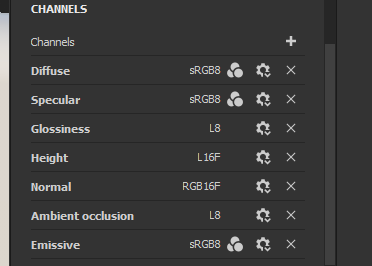 CHANNELS
Channels
Diffuse sRGB8
Specular sRGB8
Glossiness L8
Height L16F
Normal RGB16F
Ambient occlusion L8
Emissive sRGB8